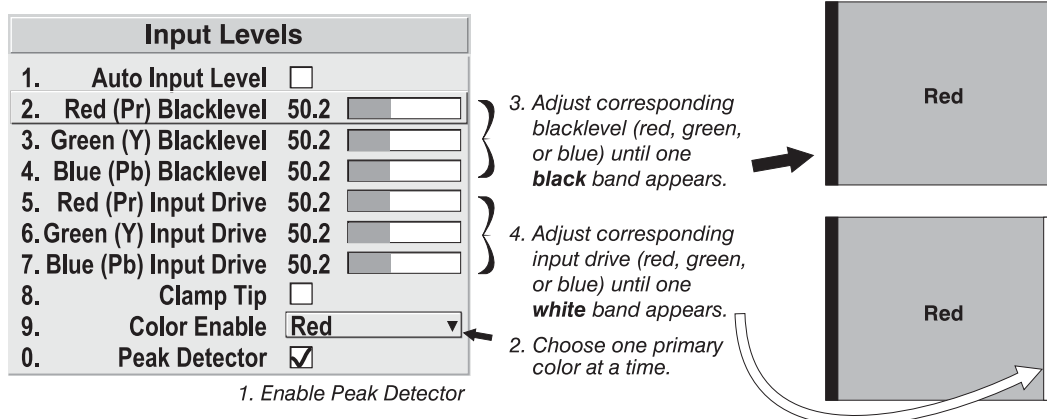 Input Levels
1. Auto Input Level
2. Red (Pr) Blacklevel 50.2
3. Green (Y) Blacklevel 50.2
4. Blue (Pb) Blacklevel 50.2
5. Red (Pr) Input Drive 50.2
6. Green (Y) Input Drive 50.2
7. Blue (Pb) Input Drive 50.2
8. Clamp Tip
9. Color Enable Red
0. Peak Detector
1. Enable Peak Detector
3. Adjust corresponding
blacklevel (red, green,
or blue) until one
black band appears.
4. Adjust corresponding
input drive (red, green,
or blue) until one
white band appears.
2. Choose one primary
color at a time.
Red
Red